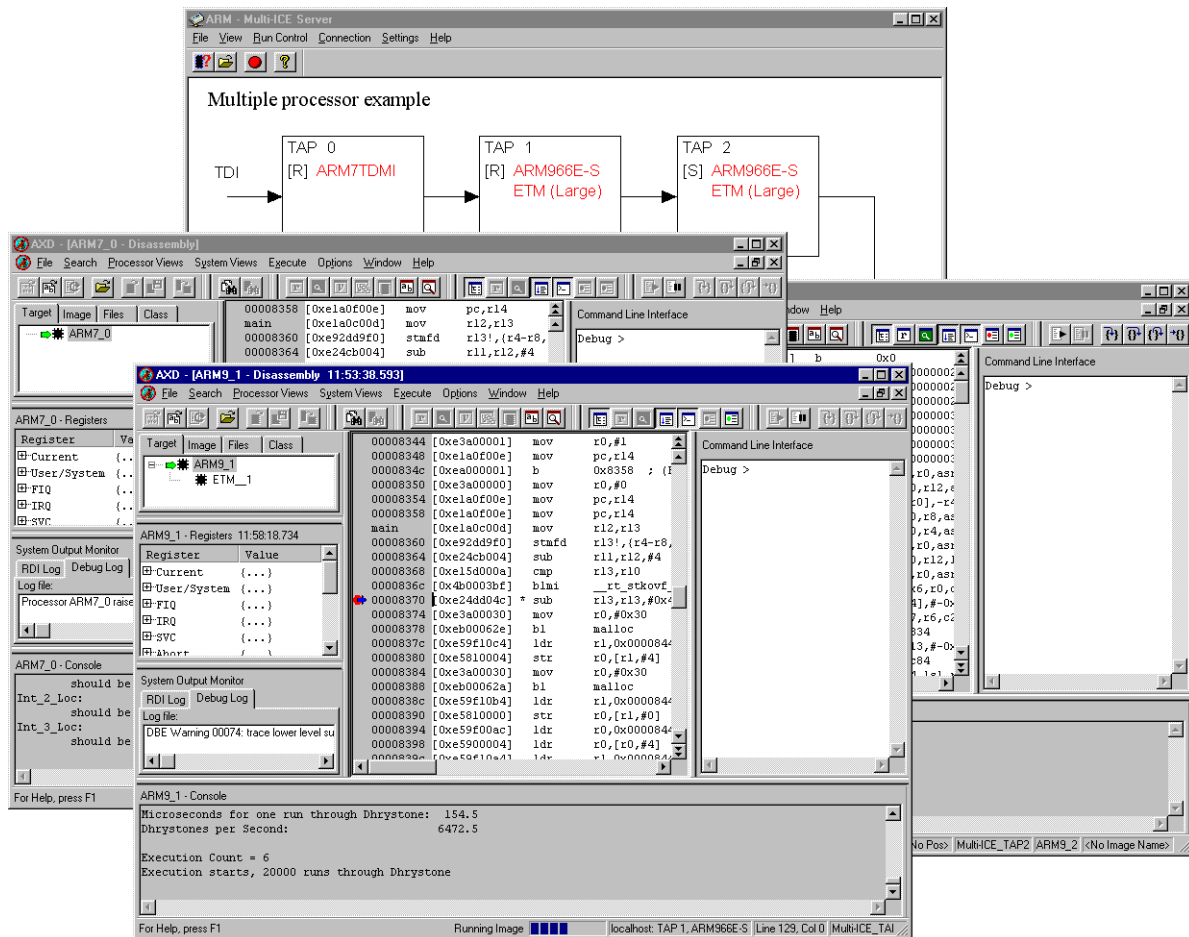 ARM - Multi-ICE Server
File View Run Control Connection Settings Help
Multiple processor example
TDI
TAP 0
[R] ARM7TDMI
TAP 1
[R] ARM966E-S
ETM (Large)
TAP 2
[S] ARM966E-S
ETM (Large)
AXD - [ARM7_0 - Disassembly]
File Search Processor Views System Views Execute Options Window Help
Target Image Files Class
ARM7_0
00008358 [0xe1a0f00e] mov pc,r14
main [0xe1a0c00d] mov r12,r13
00008360 [0xe92dd9f0] stmfd r13!,{r4-r8,
00008364 [0xe24cb004] sub r11,r12,#4
Command Line Interface
Debug >
ARM7_0 - Registers
Register
Current {..
User/System {..
FIQ {..
IRQ {..
SVC {..
System Output Monitor
RDI Log Debug Log
Log file:
Processor ARM7_0 raise
ARM7_0 - Console
should be
Int_2_Loc:
should be
Int_3_Loc:
should be
For Help, press F1
Help
b 0x0
Command Line Interface
Debug >
No Pos> Multi-ICE_TAP2 ARM9_2 <No Image Name>
AXD - [ARM9_1 - Disassembly 11:53:38.593]
File Search Processor Views System Views Execute Options Window Help
Target Image Files Class
ARM9_1
ETM__1
ARM9_1 - Registers 11:58:18.734
Register Value
Current {...}
User/System {...}
FIQ {...}
IRQ {...}
SVC {...}
Abort {...}
System Output Monitor
RDI Log Debug Log
Log file:
DBE Warning 00074: trace lower level su
00008344 [0xe3a00001] mov r0,#1
00008348 [0xe1a0f00e] mov pc,r14
0000834c [0xea000001] b 0x8358 ; (
00008350 [0xe3a00000] mov r0,#0
00008354 [0xe1a0f00e] mov pc,r14
00008358 [0xe1a0f00e] mov pc,r14
main [0xe1a0c00d] mov r12,r13
00008360 [0xe92dd9f0] stmfd r13!,{r4-r8,
00008364 [0xe24cb004] sub r11,r12,#4
00008368 [0xe15d000a] cmp r13,r10
0000836c [0x4b0003bf] blmi __rt_stkovf_
00008370 [0xe24dd04c] * sub r13,r13,#0x4
00008374 [0xe3a00030] mov r0,#0x30
00008378 [0xeb00062e] bl malloc
0000837c [0xe59f10c4] ldr r1,0x0000844
00008380 [0xe5810004] str r0,[r1,#4]
00008384 [0xe3a00030] mov r0,#0x30
00008388 [0xeb00062a] bl malloc
0000838c [0xe59f10b4] ldr r1,0x0000844
00008390 [0xe5810000] str r0,[r1,#0]
00008394 [0xe59f00ac] ldr r0,0x0000844
00008398 [0xe5900004] ldr r0,[r0,#4]
0000839c [0xe59f10a4] ldr r1,0x0000844
Command Line Interface
Debug >
ARM9_1 - Console
Microseconds for one run through Dhrystone: 154.5
Dhrystones per Second: 6472.5
Execution Count = 6
Execution starts, 20000 runs through Dhrystone
For Help, press F1
Running Image
localhost: TAP 1, ARM966E-S Line 129, Col 0 Multi-ICE_TAI